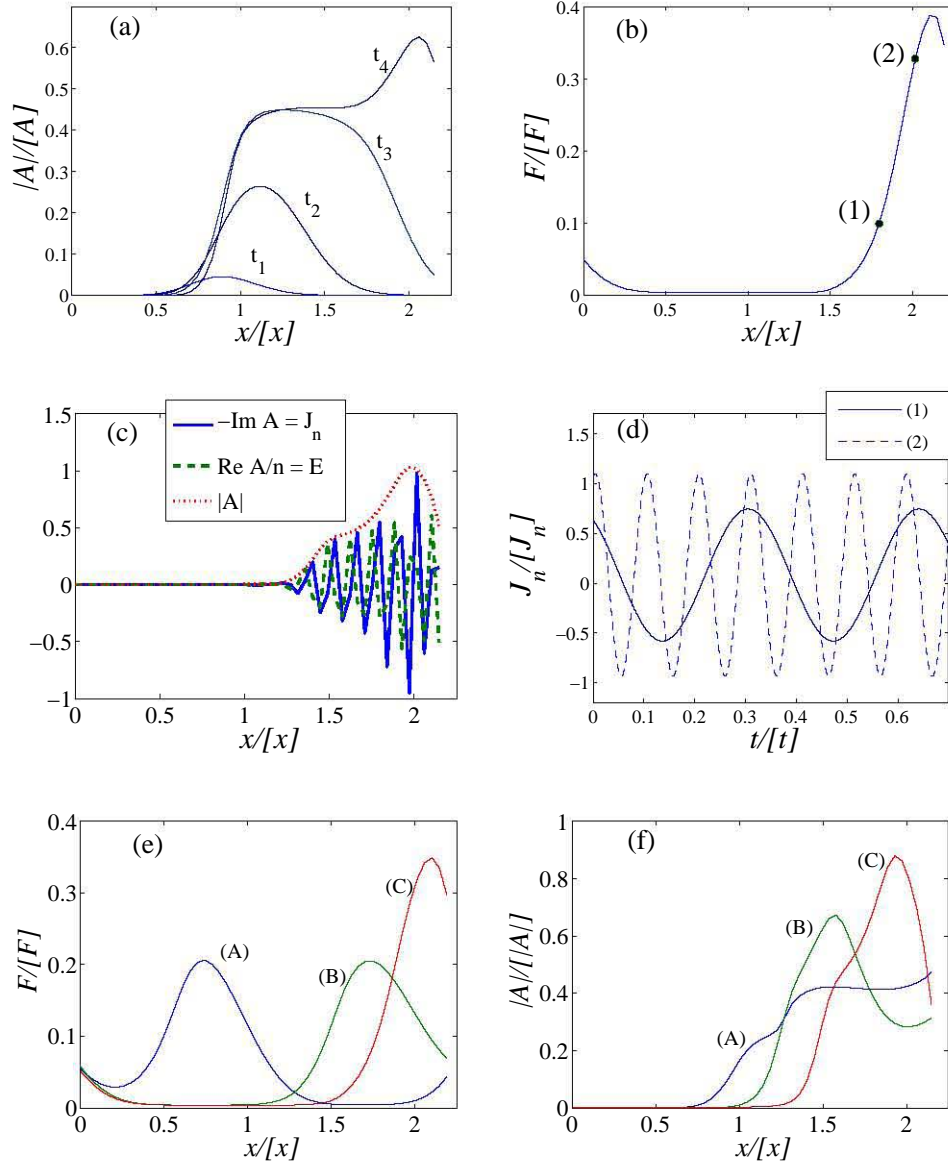 (a)
|A|/[A]
0.6
0.5
0.4
0.3
0.2
0.1
0
t4
t3
t2
t1
0 0.5 1 1.5 2
x/[x]
(b)
F/[F]
0.4
0.3
0.2
0.1
0
(2)
(1)
0 0.5 1 1.5 2
x/[x]
(c)
1.5
1
0.5
0
−0.5
−1
−Im A = Jn
Re A/n = E
|A|
0 0.5 1 1.5 2
x/[x]
(d)
(1)
(2)
Jn/[Jn]
1.5
1
0.5
0
−0.5
−1
0 0.1 0.2 0.3 0.4 0.5 0.6
t/[t]
(e)
F/[F]
0.4
0.3
0.2
0.1
0
(A)
(B)
(C)
0 0.5 1 1.5 2
x/[x]
(f)
|A|/[|A|]
1
0.8
0.6
0.4
0.2
0
(A)
(B)
(C)
0 0.5 1 1.5 2
x/[x]